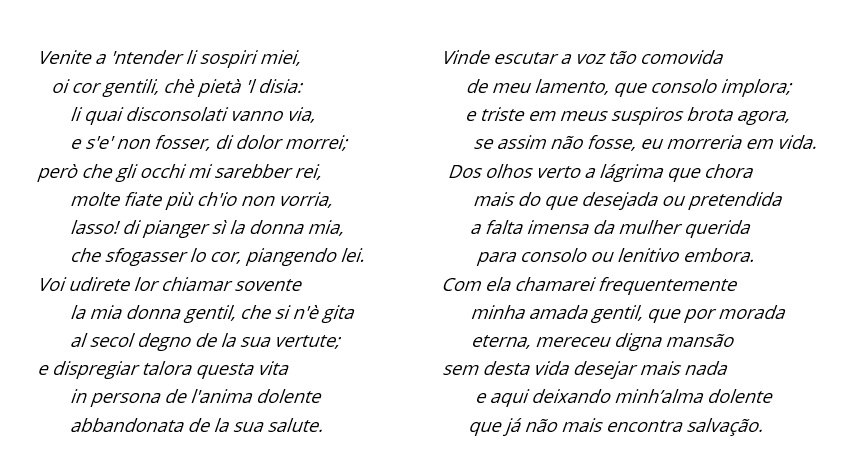 Venite a 'ntender li sospiri miei,
oi cor gentili, chè pietà 'l disia:
li quai disconsolati vanno via,
e s'e' non fosser, di dolor morrei;
però che gli occhi mi sarebber rei,
molte fiate più ch'io non vorria,
lasso! di pianger sì la donna mia,
che sfogasser lo cor, piangendo lei.
Voi udirete lor chiamar sovente
la mia donna gentil, che si n'è gita
al secol degno de la sua vertute;
e dispregiar talora questa vita
in persona de l'anima dolente
abbandonata de la sua salute.
Vinde escutar a voz tão comovida
de meu lamento, que consolo implora;
e triste em meus suspiros brota agora,
se assim não fosse, eu morreria em vida.
Dos olhos verto a lágrima que chora
mais do que desejada ou pretendida
a falta imensa da mulher querida
para consolo ou lenitivo embora.
Com ela chamarei frequentemente
minha amada gentil, que por morada
eterna, mereceu digna mansão
sem desta vida desejar mais nada
e aqui deixando minh’alma dolente
que já não mais encontra salvação.